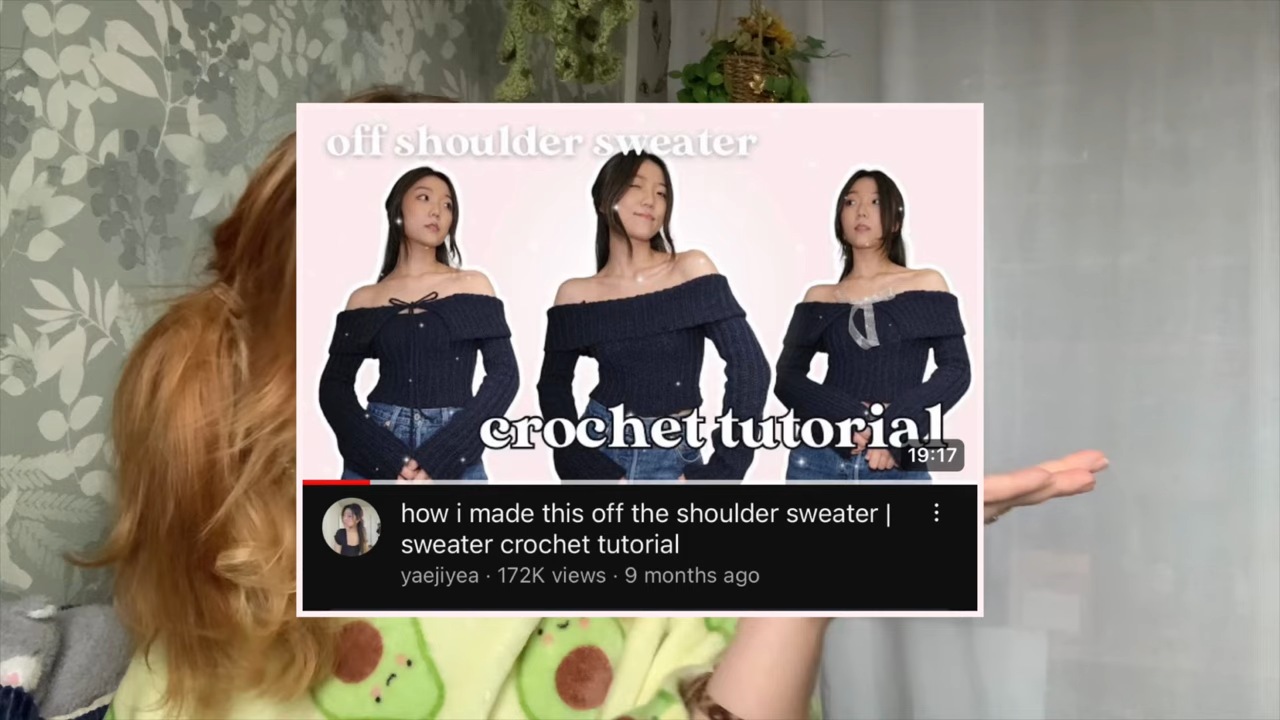 off shoulder sweater
crochet tutorial
19:17
how i made this off the shoulder sweater |
sweater crochet tutorial
yaejiyea · 172K views · 9 months ago